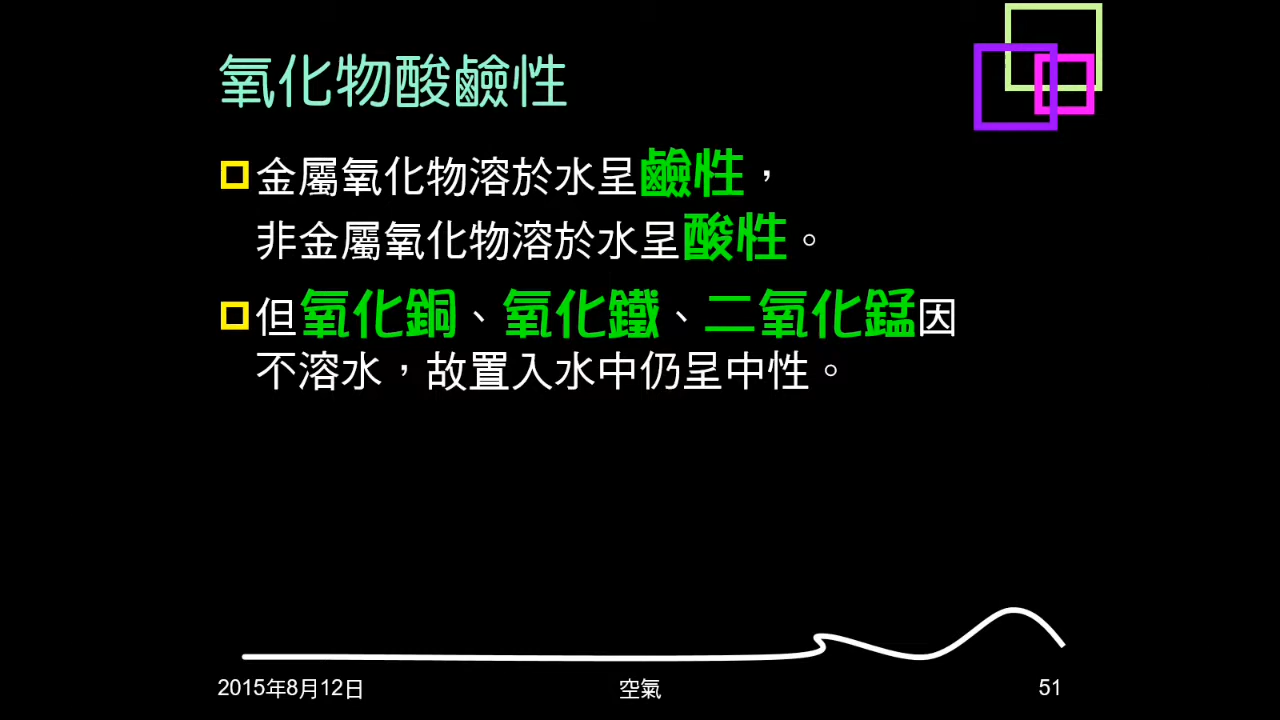 氧化物酸鹼性
金屬氧化物溶於水呈鹼性，
非金屬氧化物溶於水呈酸性。
但氧化銅、氧化鐵、二氧化錳因
不溶水，故置入水中仍呈中性。
2015年8月12日
空氣
51